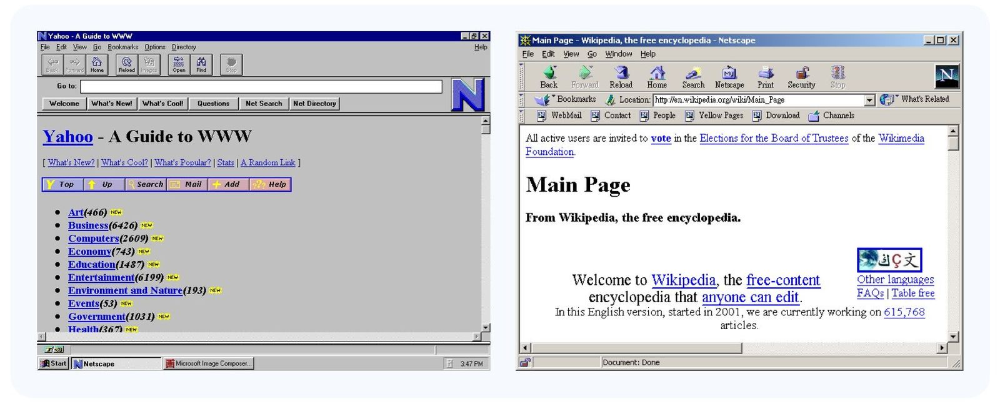 Yahoo - A Guide to WWW
File Edit View Go Bookmarks Options Directory Help
Back Forward Home Reload Images Open Find Stop
Go to:
Welcome What's New! What's Cool! Questions Net Search Net Directory
N
Yahoo - A Guide to WWW
[ What's New? | What's Cool? | What's Popular? | Stats | A Random Link ]
Top Up Search Mail Add Help
Art(466) NEW
Business(6426) NEW
Computers(2609) NEW
Economy(743) NEW
Education(1487) NEW
Entertainment(6199) NEW
Environment and Nature(193) NEW
Events(53) NEW
Government(1031) NEW
Health(367) NEW
Start Netscape Microsoft Image Composer... 3:47 PM
Main Page - Wikipedia, the free encyclopedia - Netscape
File Edit View Go Window Help
Back Forward Reload Home Search My Netscape Print Security Stop
N
Bookmarks Location: http://en.wikipedia.org/wiki/Main_Page What's Related
WebMail Contact People Yellow Pages Download Channels
All active users are invited to vote in the Elections for the Board of Trustees of the Wikimedia
Foundation.
Main Page
From Wikipedia, the free encyclopedia.
Ç文
Other languages
FAQs | Table free
Welcome to Wikipedia, the free-content
encyclopedia that anyone can edit.
In this English version, started in 2001, we are currently working on 615,768
articles.
Document: Done